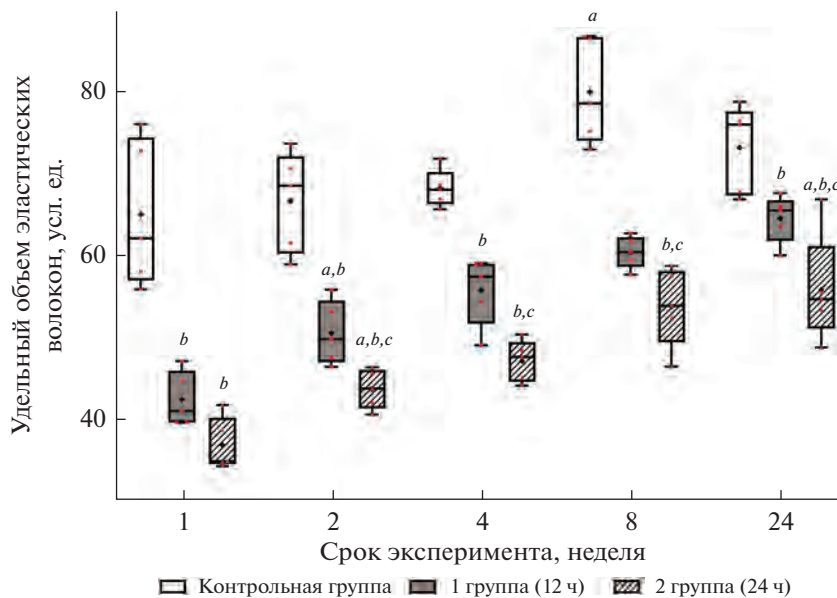 Удельный объем эластических
волокон, усл. ед.
80
60
40
a
b
a,b,c
a,b
b
b,c
a,b,c
b,c
b
b
1
2
4
8
24
Срок эксперимента, неделя
Контрольная группа
1 группа (12 ч)
2 группа (24 ч)